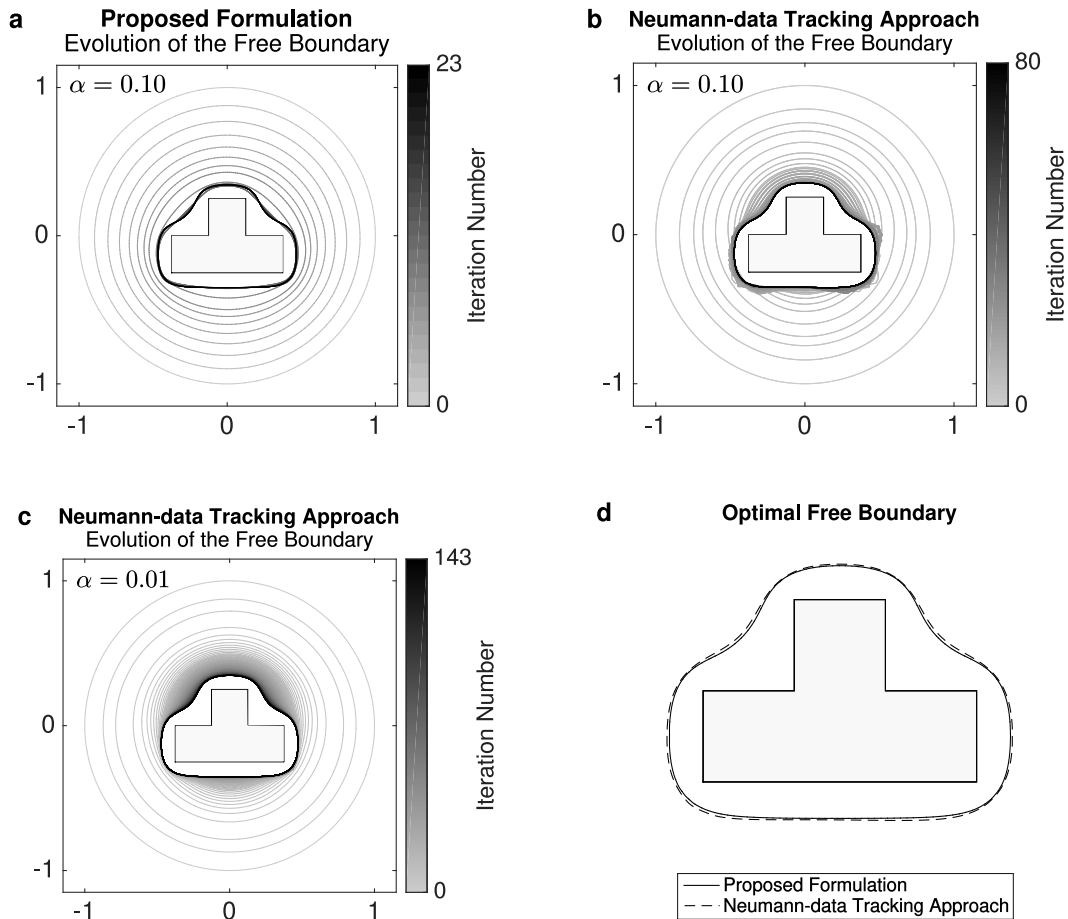 a
Proposed Formulation
Evolution of the Free Boundary
α = 0.10
1
0
-1
-1
0
1
23
0
Iteration Number
b
Neumann-data Tracking Approach
Evolution of the Free Boundary
α = 0.10
1
0
-1
-1
0
1
80
0
Iteration Number
c
Neumann-data Tracking Approach
Evolution of the Free Boundary
α = 0.01
1
0
-1
-1
0
1
143
0
Iteration Number
d
Optimal Free Boundary
Proposed Formulation
Neumann-data Tracking Approach